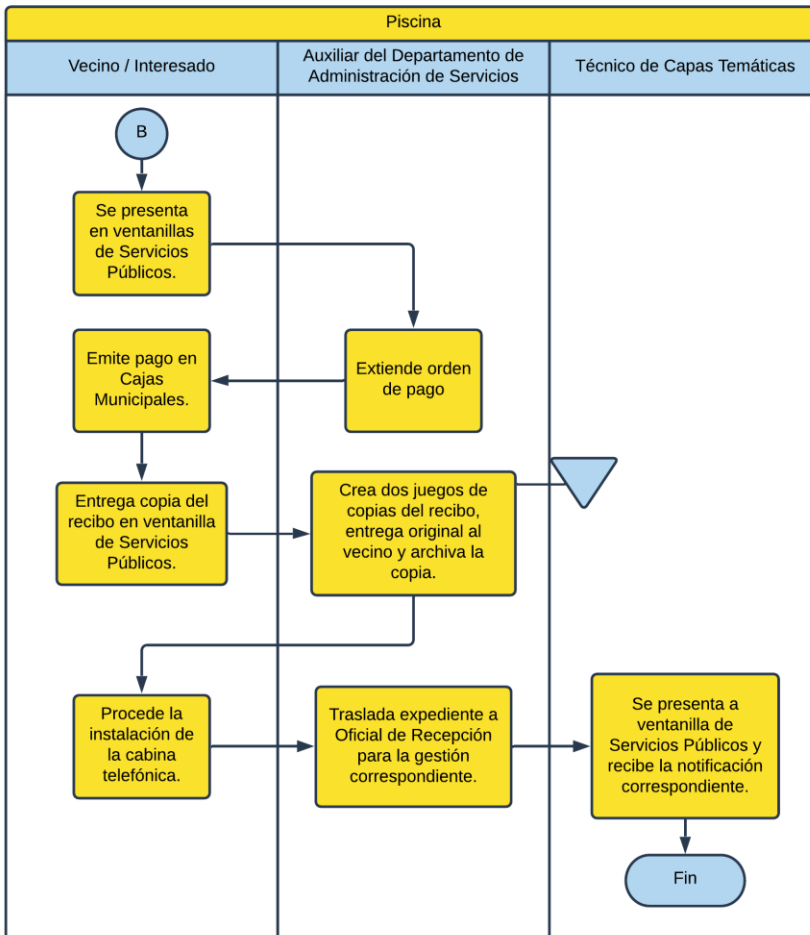 Piscina
Vecino / Interesado
Auxiliar del Departamento de
Administración de Servicios
Técnico de Capas Temáticas
B
Se presenta
en ventanillas
de Servicios
Públicos.
Emite pago en
Cajas
Municipales.
Extiende orden
de pago
Entrega copia del
recibo en ventanilla
de Servicios
Públicos.
Crea dos juegos de
copias del recibo,
entrega original al
vecino y archiva la
copia.
Procede la
instalación de
la cabina
telefónica.
Traslada expediente a
Oficial de Recepción
para la gestión
correspondiente.
Se presenta a
ventanilla de
Servicios Públicos y
recibe la notificación
correspondiente.
Fin